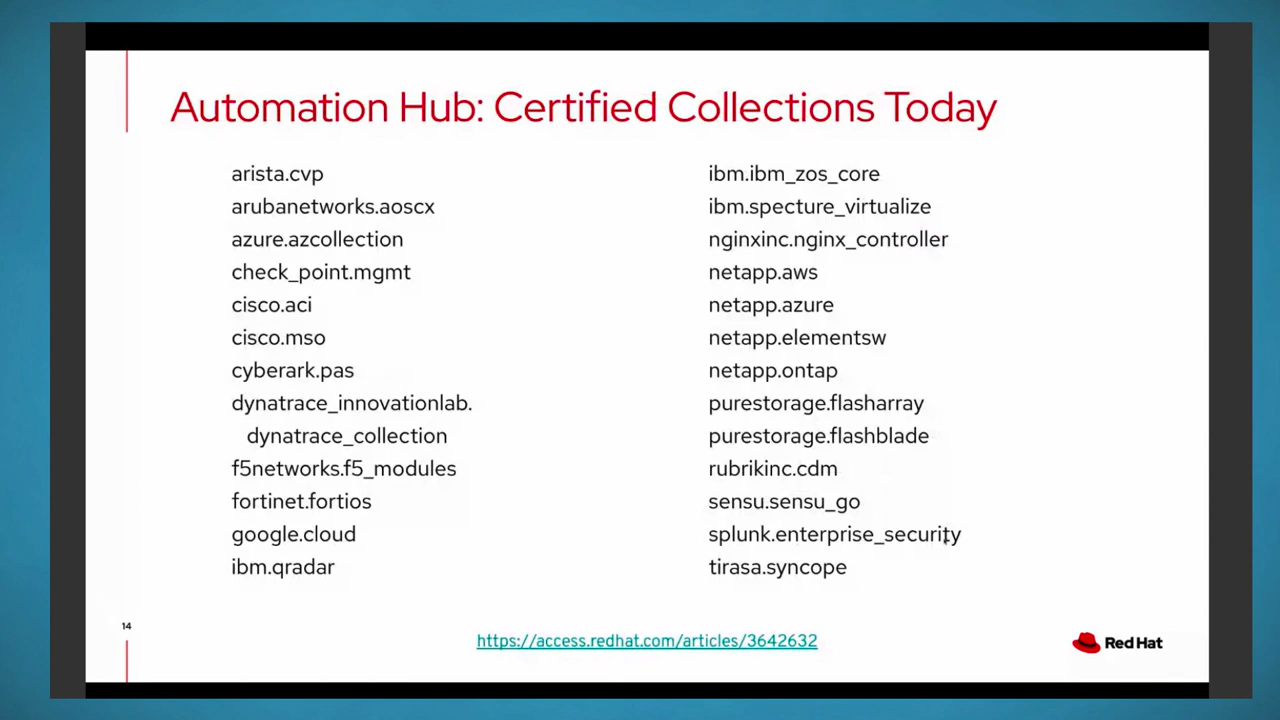 Automation Hub: Certified Collections Today
arista.cvp
arubanetworks.aoscx
azure.azcollection
check_point.mgmt
cisco.aci
cisco.mso
cyberark.pas
dynatrace_innovationlab.
dynatrace_collection
f5networks.f5_modules
fortinet.fortios
google.cloud
ibm.qradar
ibm.ibm_zos_core
ibm.specture_virtualize
nginxinc.nginx_controller
netapp.aws
netapp.azure
netapp.elementsw
netapp.ontap
purestorage.flasharray
purestorage.flashblade
rubrikinc.cdm
sensu.sensu_go
splunk.enterprise_security
tirasa.syncope
14
https://access.redhat.com/articles/3642632
Red Hat